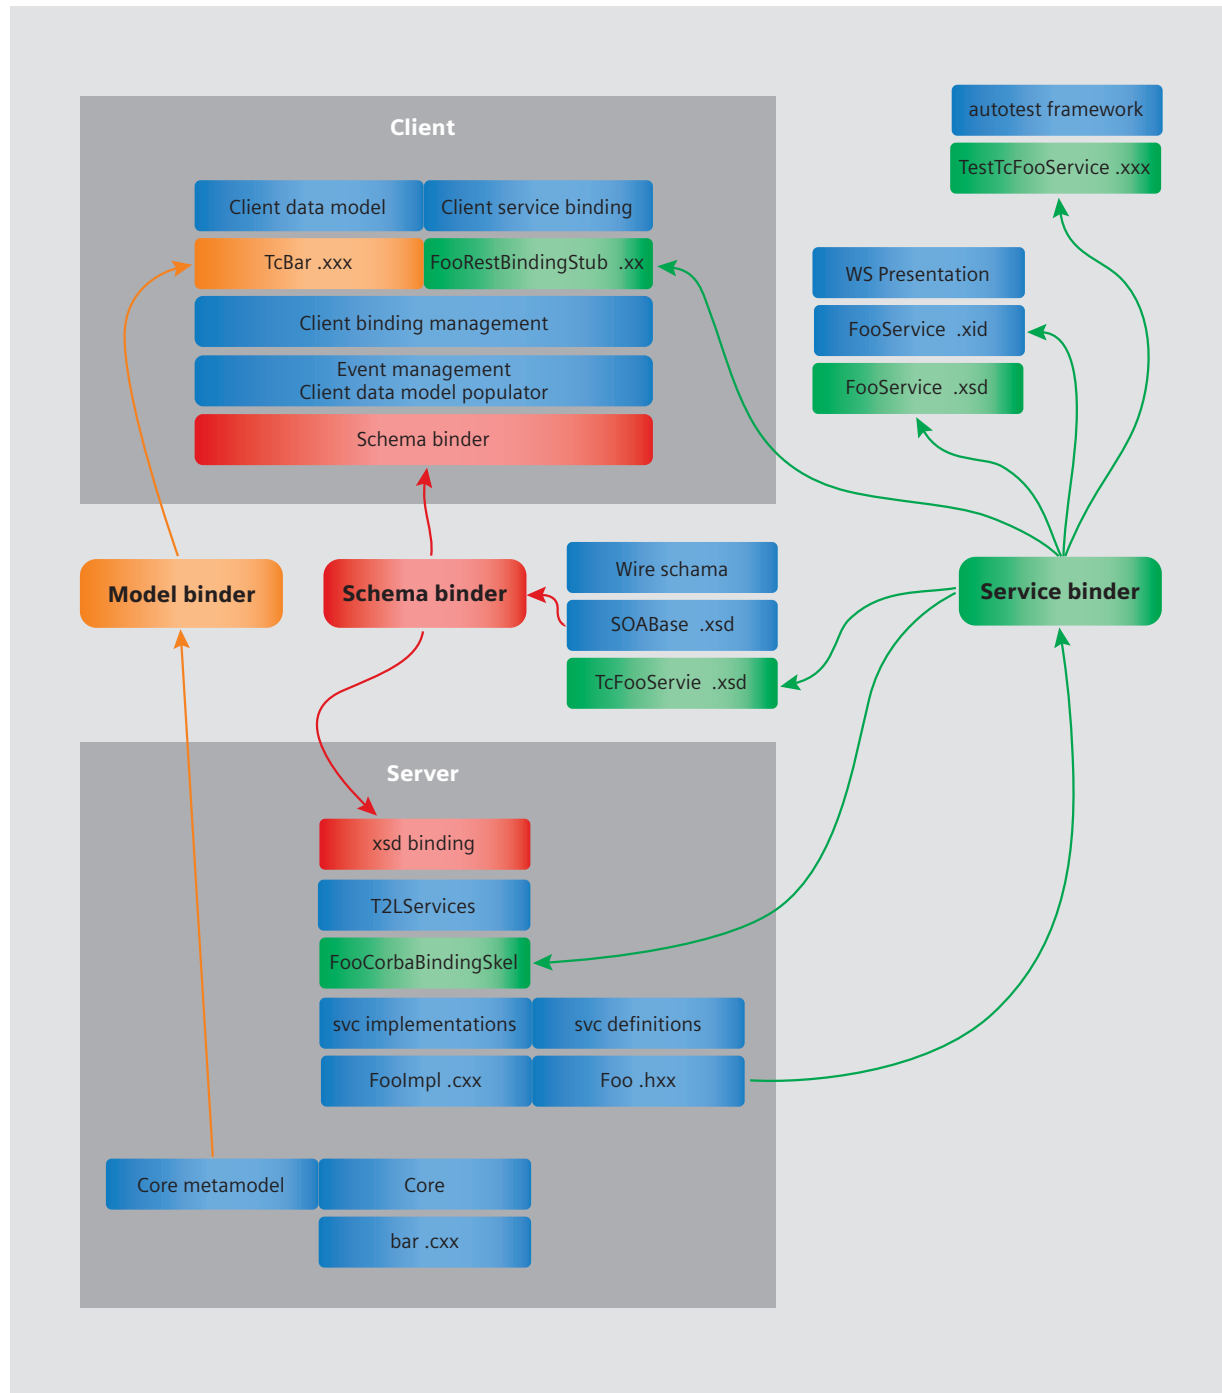 Client
autotest framework
TestTcFooService .xxx
Client data model
Client service binding
TcBar .xxx
FooRestBindingStub .xx
WS Presentation
FooService .xid
FooService .xsd
Client binding management
Event management
Client data model populator
Schema binder
Model binder
Schema binder
Wire schama
SOABase .xsd
TcFooServie .xsd
Service binder
Server
xsd binding
T2LServices
FooCorbaBindingSkel
svc implementations
svc definitions
FooImpl .cxx
Foo .hxx
Core metamodel
Core
bar .cxx